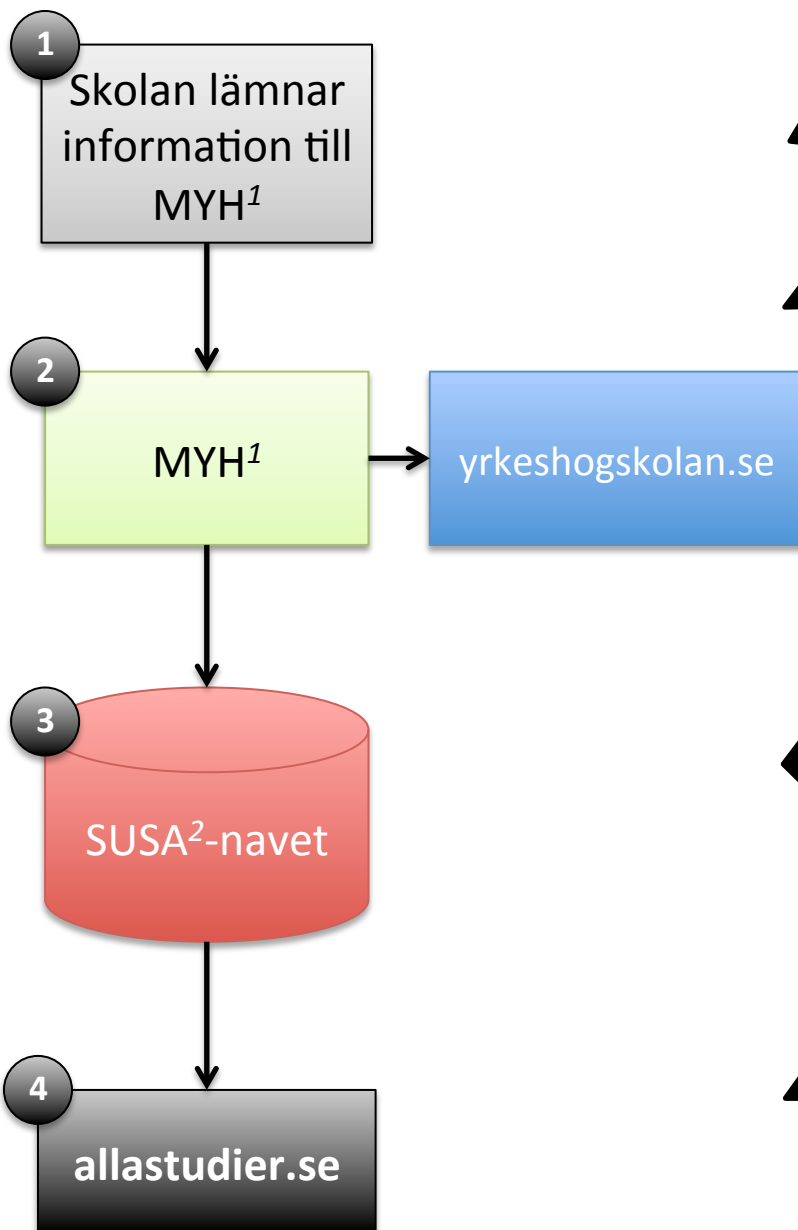 1
Skolan lämnar
information till
MYH¹
2
MYH¹
yrkeshogskolan.se
3
SUSA²-navet
4
allastudier.se